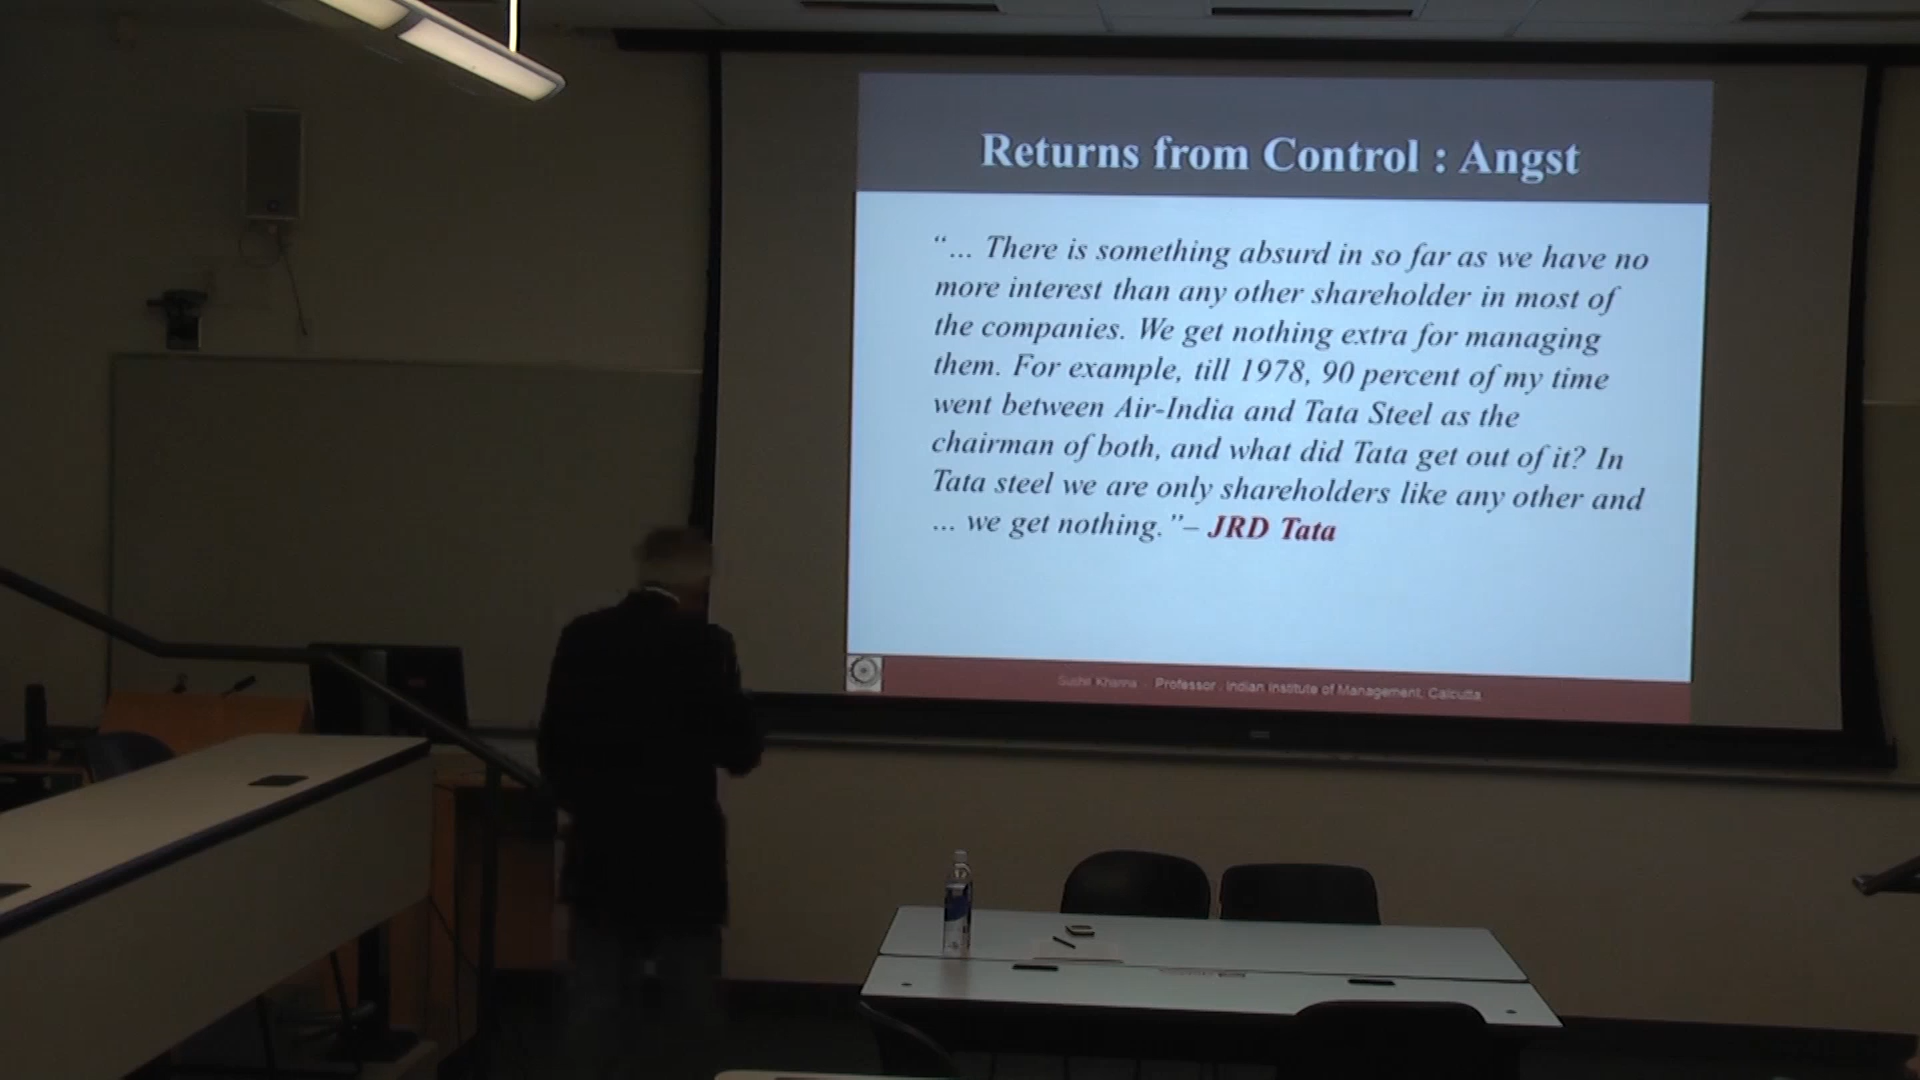 Returns from Control : Angst
“... There is something absurd in so far as we have no
more interest than any other shareholder in most of
the companies. We get nothing extra for managing
them. For example, till 1978, 90 percent of my time
went between Air-India and Tata Steel as the
chairman of both, and what did Tata get out of it? In
Tata steel we are only shareholders like any other and
... we get nothing.”– JRD Tata
Sushil Khanna - Professor . Indian Institute of Management, Calcutta